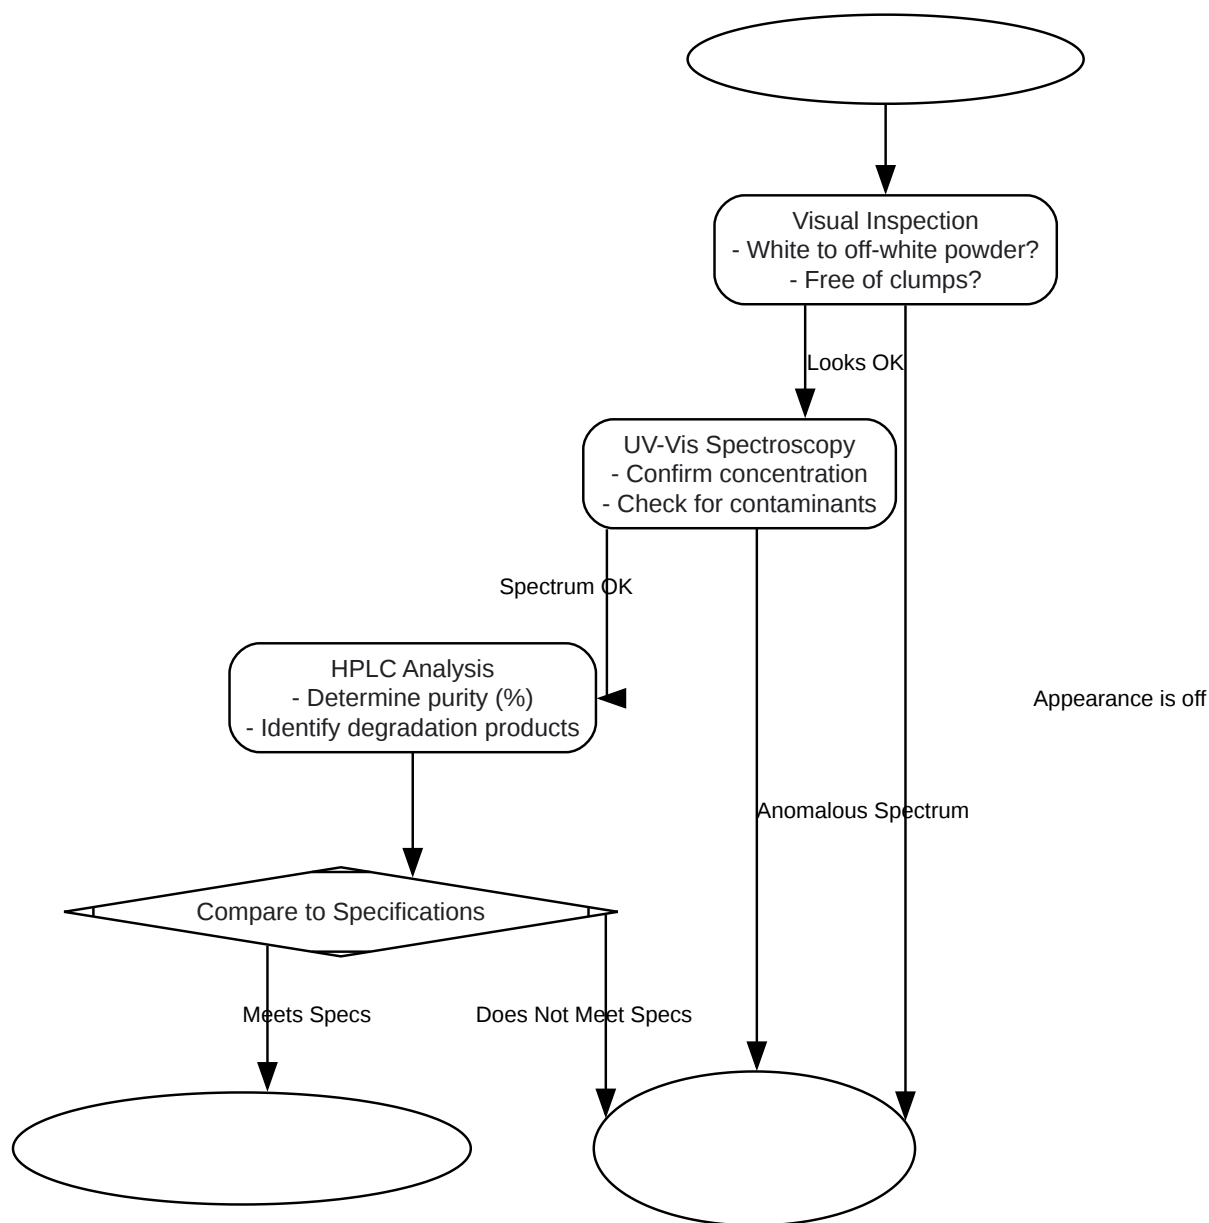 Visual Inspection
- White to off-white powder?
- Free of clumps?
Looks OK
UV-Vis Spectroscopy
- Confirm concentration
- Check for contaminants
Spectrum OK
HPLC Analysis
- Determine purity (%)
- Identify degradation products
Appearance is off
Anomalous Spectrum
Compare to Specifications
Meets Specs
Does Not Meet Specs